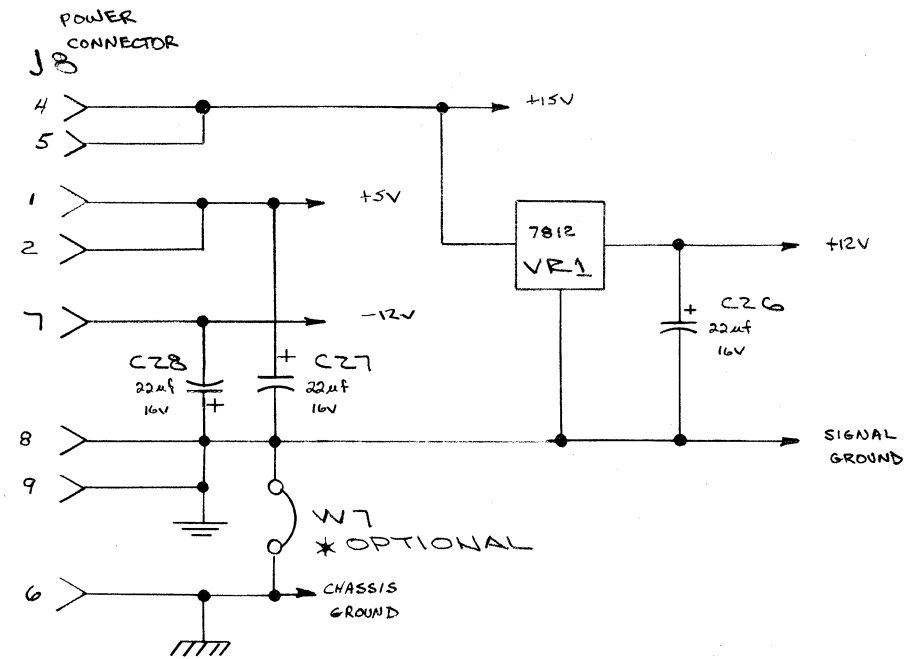 POWER
CONNECTOR
J8
4
+15V
5
1
+5V
2
7812
VR1
+12V
7
-12V
+
C26
22uf
16V
C28
22uf
16V
+
+
C27
22uf
16V
8
SIGNAL
GROUND
9
W7
* OPTIONAL
6
CHASSIS
GROUND